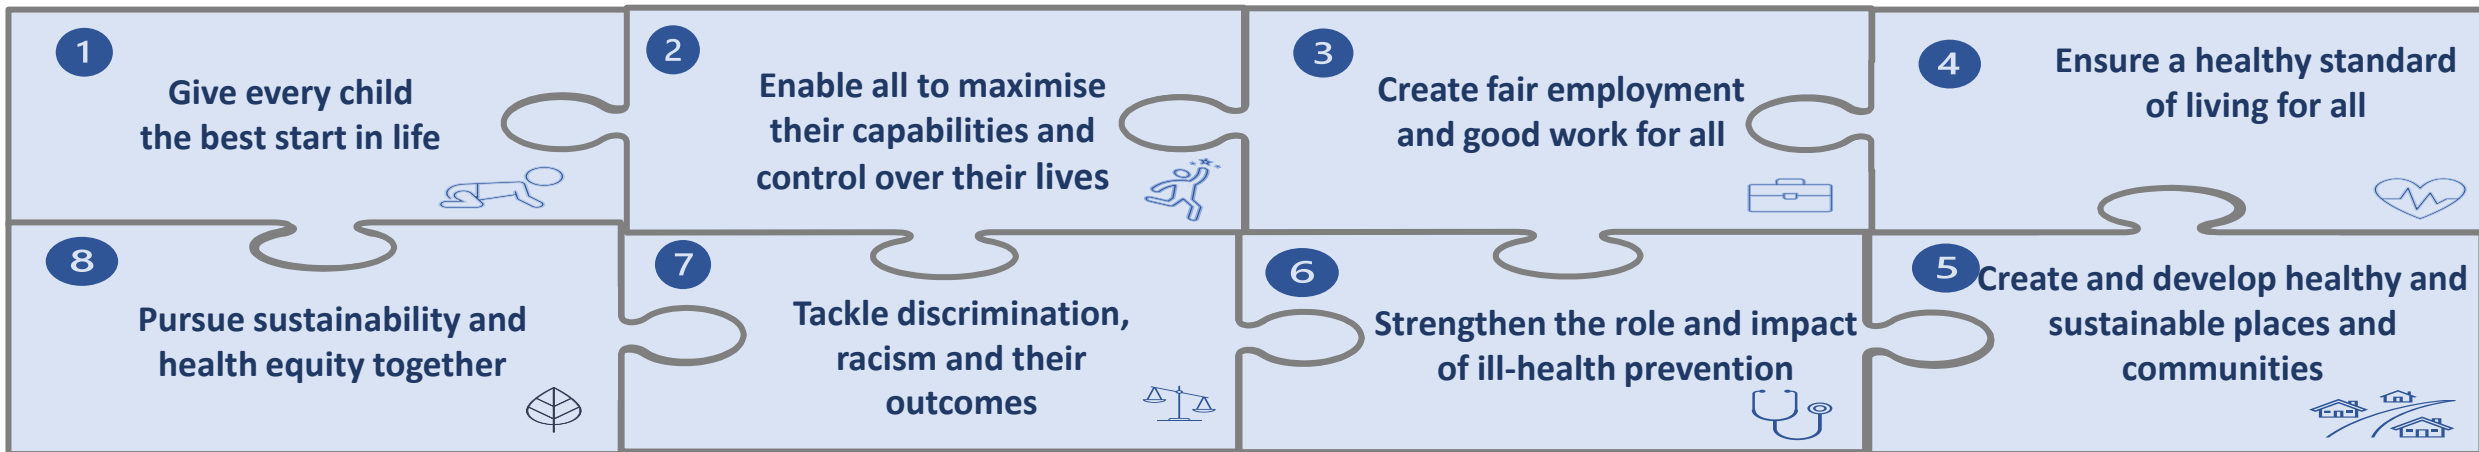 1
Give every child
the best start in life
2
Enable all to maximise
their capabilities and
control over their lives
3
Create fair employment
and good work for all
4
Ensure a healthy standard
of living for all
8
Pursue sustainability and
health equity together
7
Tackle discrimination,
racism and their
outcomes
6
Strengthen the role and impact
of ill-health prevention
5
Create and develop healthy and
sustainable places and
communities